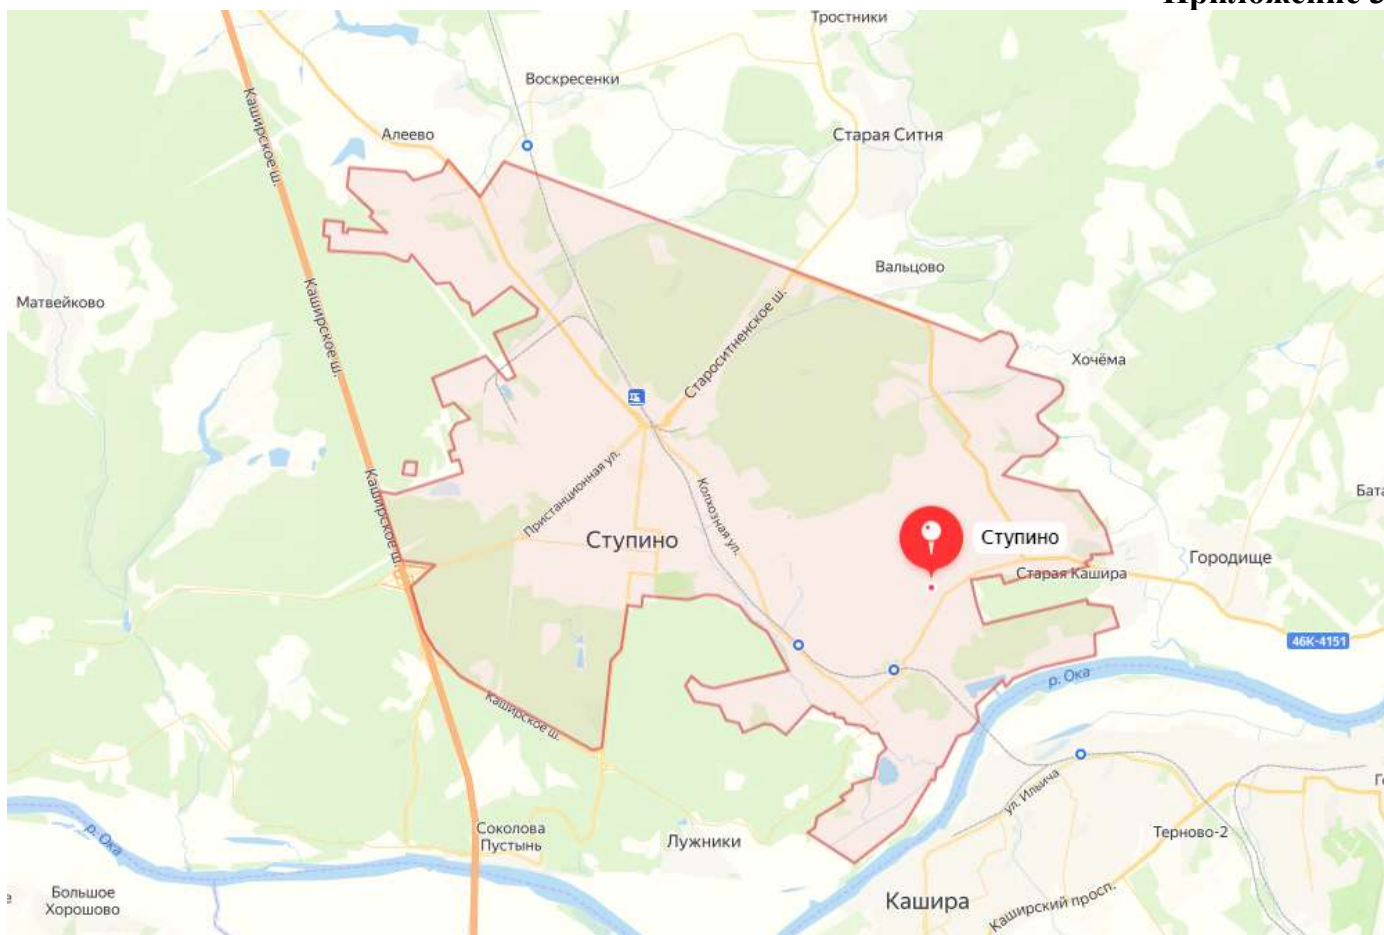 Приложение 3
Тростники
Воскресенки
Алеево
Старая Ситня
Каширское ш.
Вальцово
Матвейково
Каширское ш.
Староситненское ш.
Хочёма
Пристанционная ул.
Каширское ш.
Колхозная ул.
Бата
Ступино
Ступино
Городище
Старая Кашира
46К-4151
р. Ока
Каширское ш.
ул. Ильича
р. Ока
Соколова
Пустынь
Лужники
Терново-2
Большое
Хорошово
Кашира
Каширский просп.